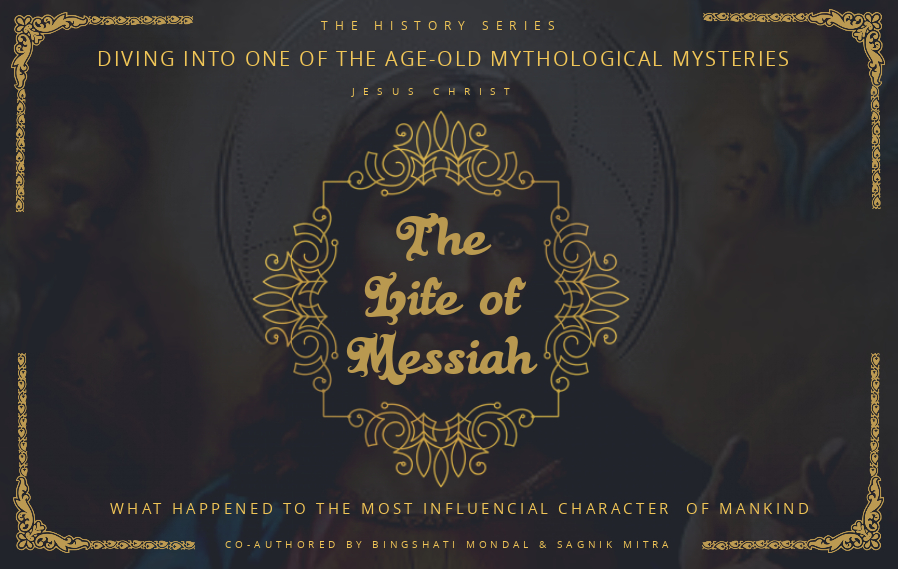 THE HISTORY SERIES
DIVING INTO ONE OF THE AGE-OLD MYTHOLOGICAL MYSTERIES
JESUS CHRIST
The
Life of
Messiah
WHAT HAPPENED TO THE MOST INFLUENCIAL CHARACTER OF MANKIND
CO-AUTHORED BY BINGSHATI MONDAL & SAGNIK MITRA